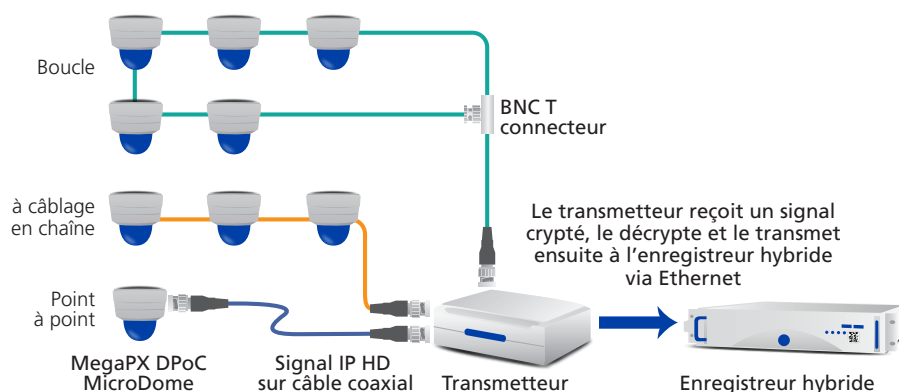 Boucle
BNC T
connecteur
à câblage
en chaîne
Le transmetteur reçoit un signal
crypté, le décrypte et le transmet
ensuite à l’enregistreur hybride
via Ethernet
Point
à point
MegaPX DPoC
MicroDome
Signal IP HD
sur câble coaxial
Transmetteur
Enregistreur hybride